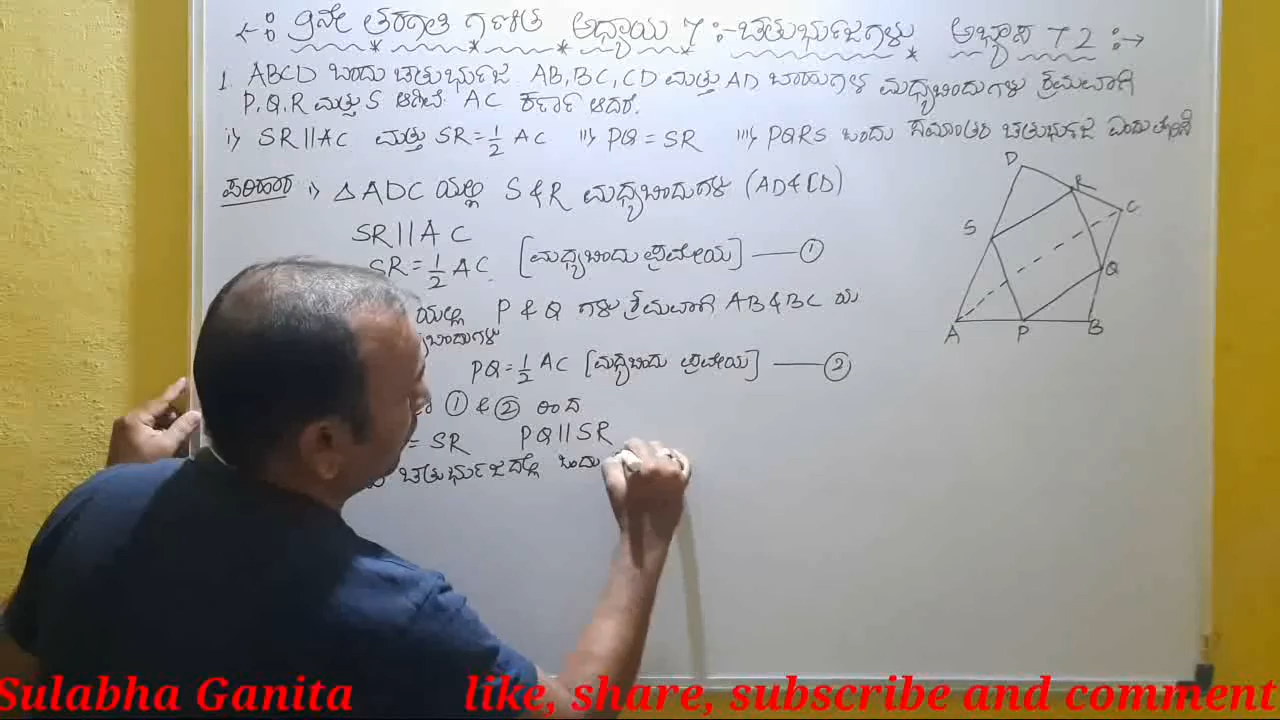 9ನೇ ತರಗತಿ ಗಣಿತ ಅಧ್ಯಾಯ 7 :- ಚತುರ್ಭುಜಗಳು ಅಭ್ಯಾಸ 7 2 :→
1. ABCD ಒಂದು ಚತುರ್ಭುಜ. AB, BC, CD ಮತ್ತು AD ಬಾಹುಗಳ ಮಧ್ಯಬಿಂದುಗಳು ಕ್ರಮವಾಗಿ
P, Q, R ಮತ್ತು S ಆಗಿವೆ. AC ಕರ್ಣ ಆದರೆ.
i) SR || AC ಮತ್ತು SR = 1/2 AC ii) PQ = SR iii) PQRS ಒಂದು ಸಮಾಂತರ ಚತುರ್ಭುಜ ಎಂದು
ಪರಿಹಾರ i) △ ADC ಯಲ್ಲಿ S & R ಮಧ್ಯಬಿಂದುಗಳು (AD & CD)
SR || AC
SR = 1/2 AC. [ಮಧ್ಯಬಿಂದು ಪ್ರಮೇಯ] —— ①
ಯಲ್ಲಿ P & Q ಗಳು ಕ್ರಮವಾಗಿ AB & BC ಯ
PQ = 1/2 AC [ಮಧ್ಯಬಿಂದು ಪ್ರಮೇಯ] —— ②
① & ② ರಿಂದ
= SR PQ || SR
ಚತುರ್ಭುಜದಲ್ಲಿ ಒಂದು
D
R
C
S
Q
A P B
Sulabha Ganita like, share, subscribe and comment